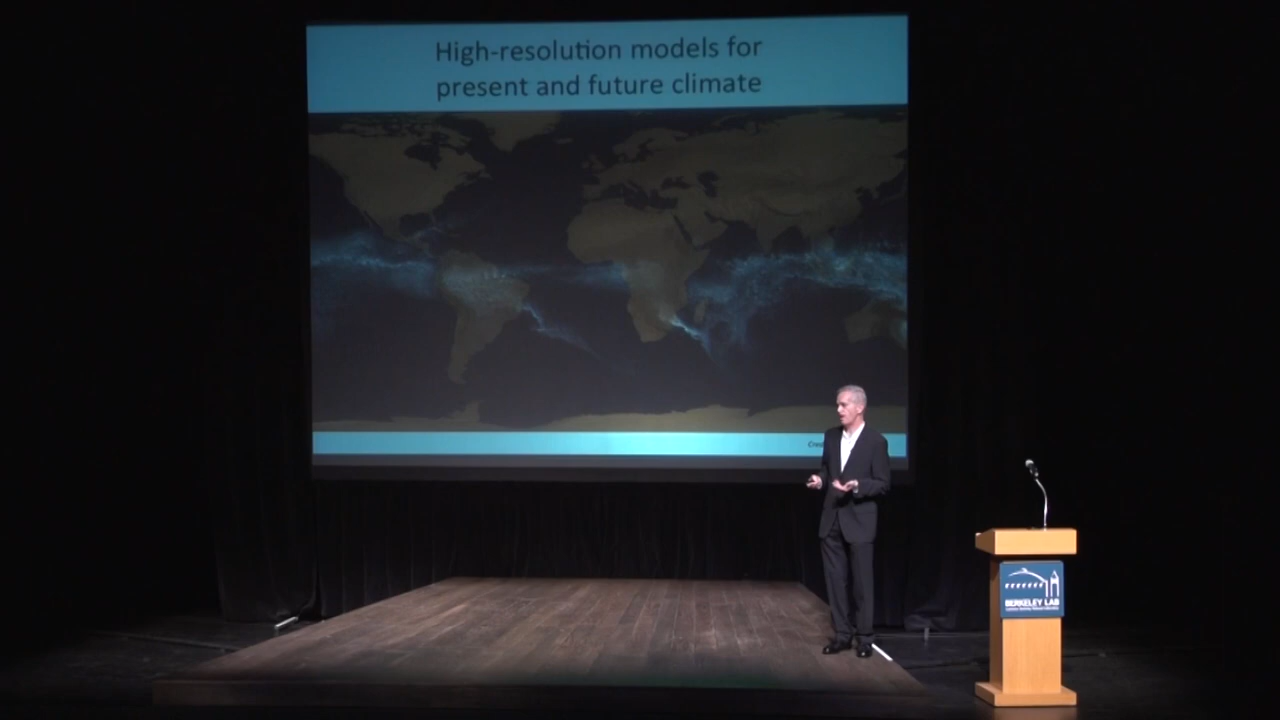 High-resolution models for
present and future climate
BERKELEY LAB